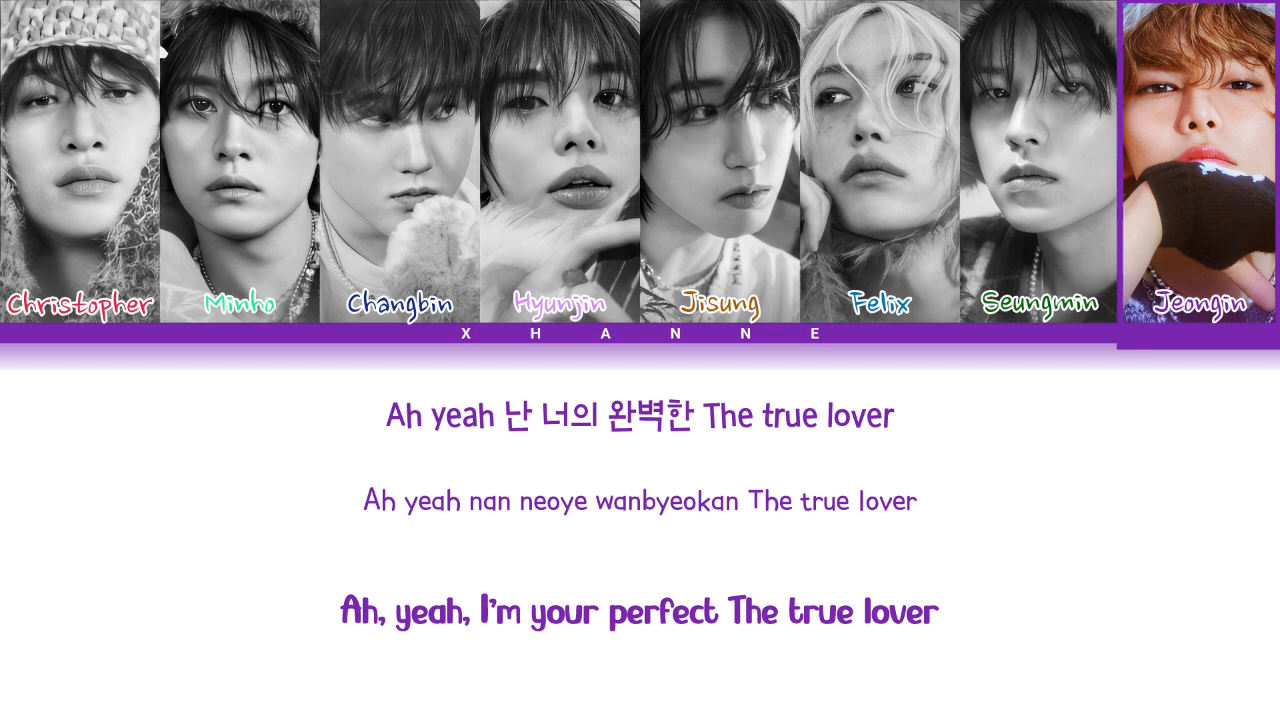 Christopher Minho Changbin Hyunjin Jisung Felix Seungmin Jeongin
X H A N N E
Ah yeah 난 너의 완벽한 The true lover
Ah yeah nan neoye wanbyeokan The true lover
Ah, yeah, I'm your perfect The true lover